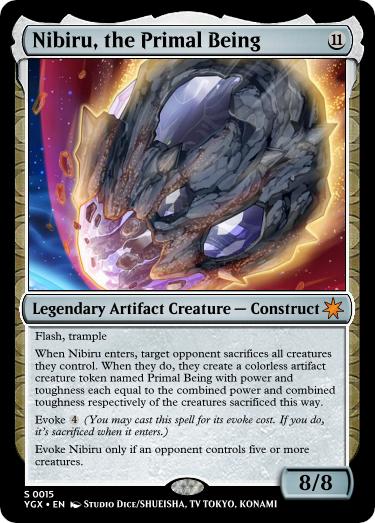 Nibiru, the Primal Being 11
Legendary Artifact Creature — Construct
Flash, trample
When Nibiru enters, target opponent sacrifices all creatures
they control. When they do, they create a colorless artifact
creature token named Primal Being with power and
toughness each equal to the combined power and combined
toughness respectively of the creatures sacrificed this way.
Evoke 4 (You may cast this spell for its evoke cost. If you do,
it's sacrificed when it enters.)
Evoke Nibiru only if an opponent controls five or more
creatures.
8/8
S 0015
YGX • EN Studio Dice/SHUEISHA, TV TOKYO, KONAMI